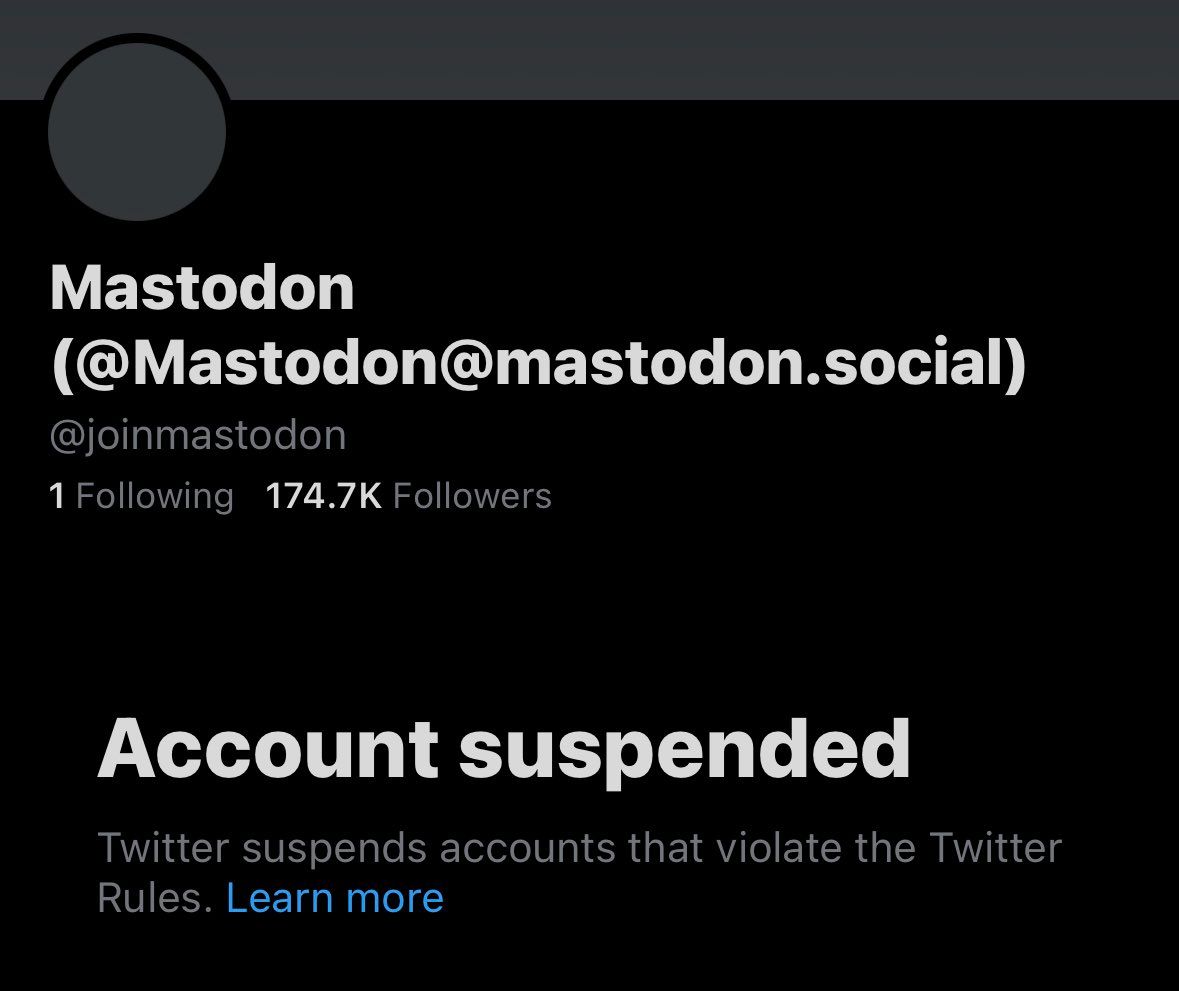 Mastodon
(@Mastodon@mastodon.social)
@joinmastodon
1 Following 174.7K Followers
Account suspended
Twitter suspends accounts that violate the Twitter
Rules. Learn more